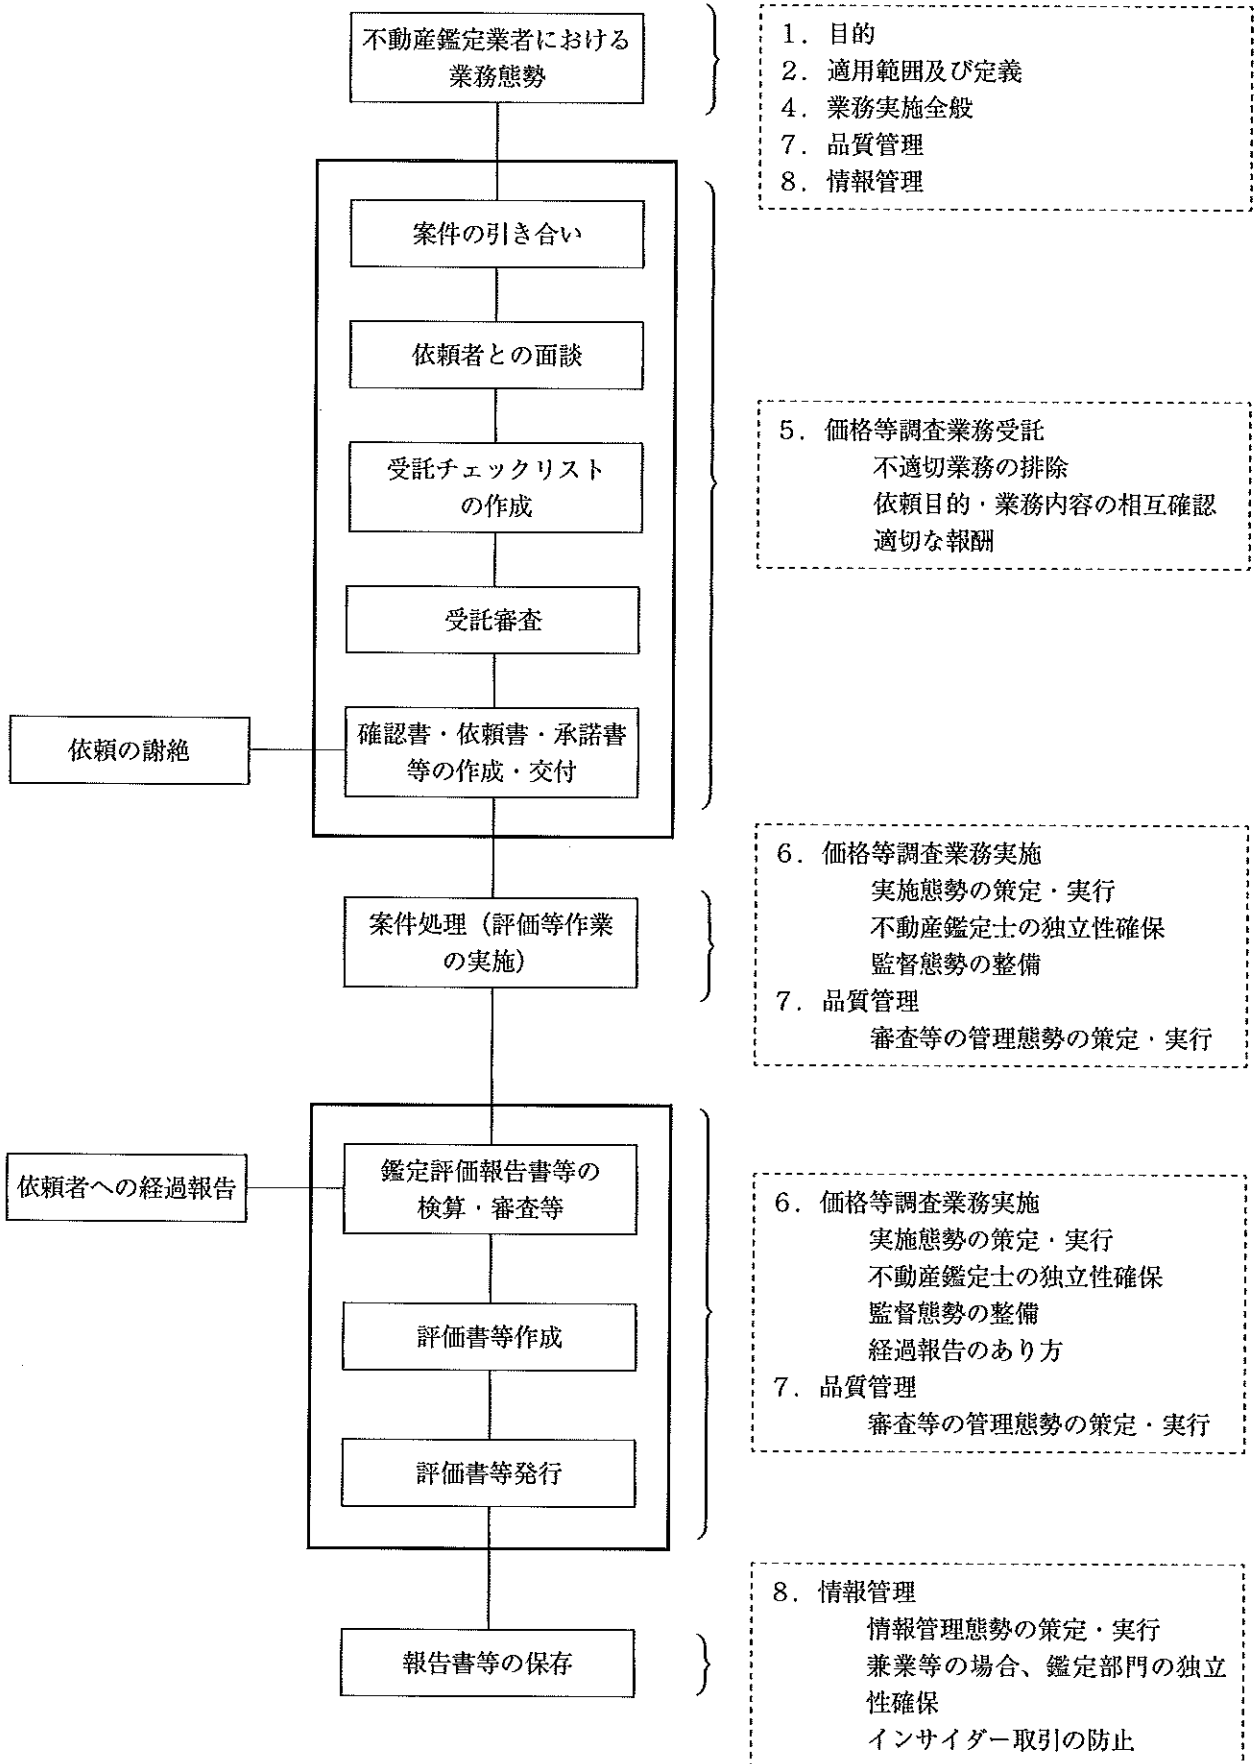 不動産鑑定業者における
業務態勢
1．目的
2．適用範囲及び定義
4．業務実施全般
7．品質管理
8．情報管理
案件の引き合い
依頼者との面談
受託チェックリスト
の作成
受託審査
確認書・依頼書・承諾書
等の作成・交付
依頼の謝絶
5．価格等調査業務受託
不適切業務の排除
依頼目的・業務内容の相互確認
適切な報酬
案件処理（評価等作業
の実施）
6．価格等調査業務実施
実施態勢の策定・実行
不動産鑑定士の独立性確保
監督態勢の整備
7．品質管理
審査等の管理態勢の策定・実行
依頼者への経過報告
鑑定評価報告書等の
検算・審査等
評価書等作成
評価書等発行
6．価格等調査業務実施
実施態勢の策定・実行
不動産鑑定士の独立性確保
監督態勢の整備
経過報告のあり方
7．品質管理
審査等の管理態勢の策定・実行
報告書等の保存
8．情報管理
情報管理態勢の策定・実行
兼業等の場合、鑑定部門の独立
性確保
インサイダー取引の防止